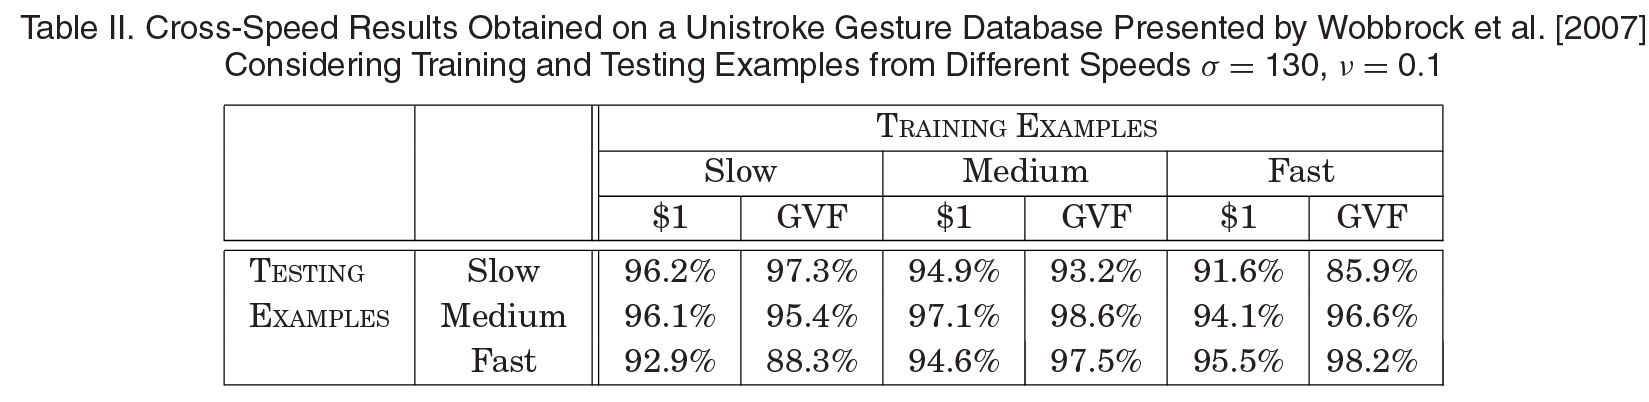 Table II. Cross-Speed Results Obtained on a Unistroke Gesture Database Presented by Wobbrock et al. [2007]
Considering Training and Testing Examples from Different Speeds σ = 130, ν = 0.1
TRAINING EXAMPLES
Slow Medium Fast
$1 GVF $1 GVF $1 GVF
TESTING Slow 96.2% 97.3% 94.9% 93.2% 91.6% 85.9%
EXAMPLES Medium 96.1% 95.4% 97.1% 98.6% 94.1% 96.6%
Fast 92.9% 88.3% 94.6% 97.5% 95.5% 98.2%